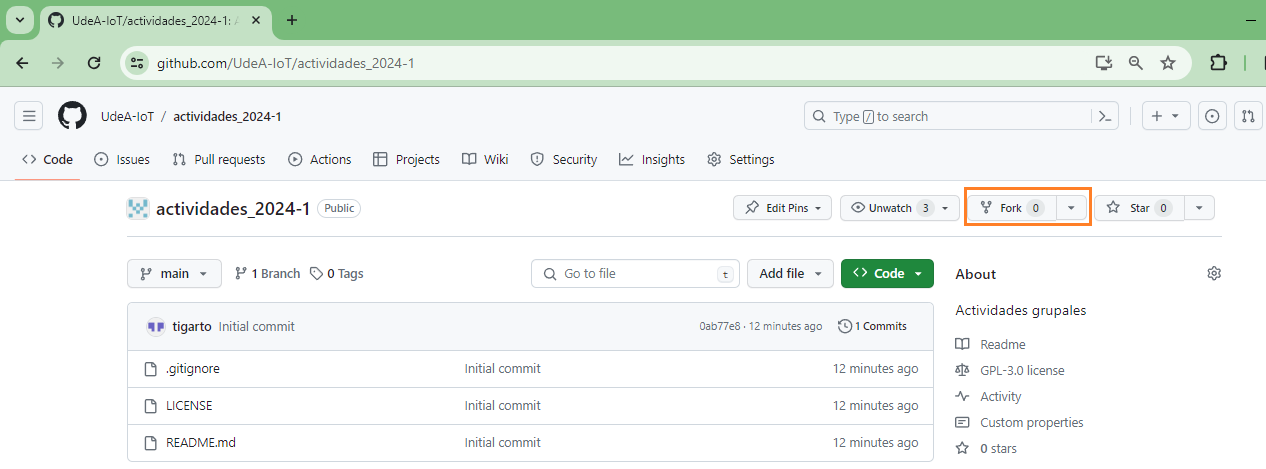 UdeA-IoT/actividades_2024-1:
github.com/UdeA-IoT/actividades_2024-1
UdeA-IoT / actividades_2024-1
Type / to search
Code Issues Pull requests Actions Projects Wiki Security Insights Settings
actividades_2024-1 Public
Edit Pins Unwatch 3 Fork 0 Star 0
main 1 Branch 0 Tags Go to file t Add file Code
tigarto Initial commit 0ab77e8 · 12 minutes ago 1 Commits
.gitignore Initial commit 12 minutes ago
LICENSE Initial commit 12 minutes ago
README.md Initial commit 12 minutes ago
About
Actividades grupales
Readme
GPL-3.0 license
Activity
Custom properties
0 stars